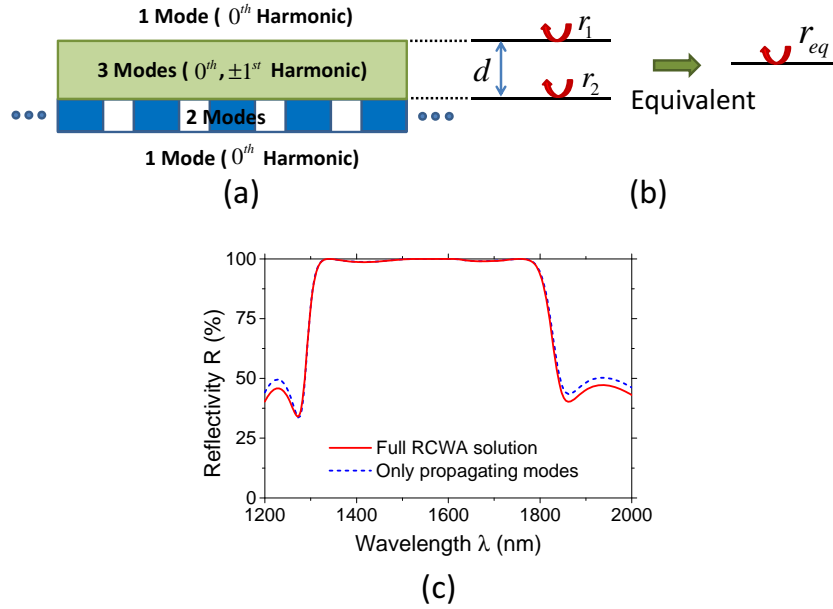 1 Mode ( 0th Harmonic)
3 Modes ( 0th, ±1st Harmonic)
2 Modes
1 Mode ( 0th Harmonic)
(a)
d
r1
r2
Equivalent
req
(b)
Reflectivity R (%)
100
75
50
25
0
Full RCWA solution
Only propagating modes
1200 1400 1600 1800 2000
Wavelength λ (nm)
(c)